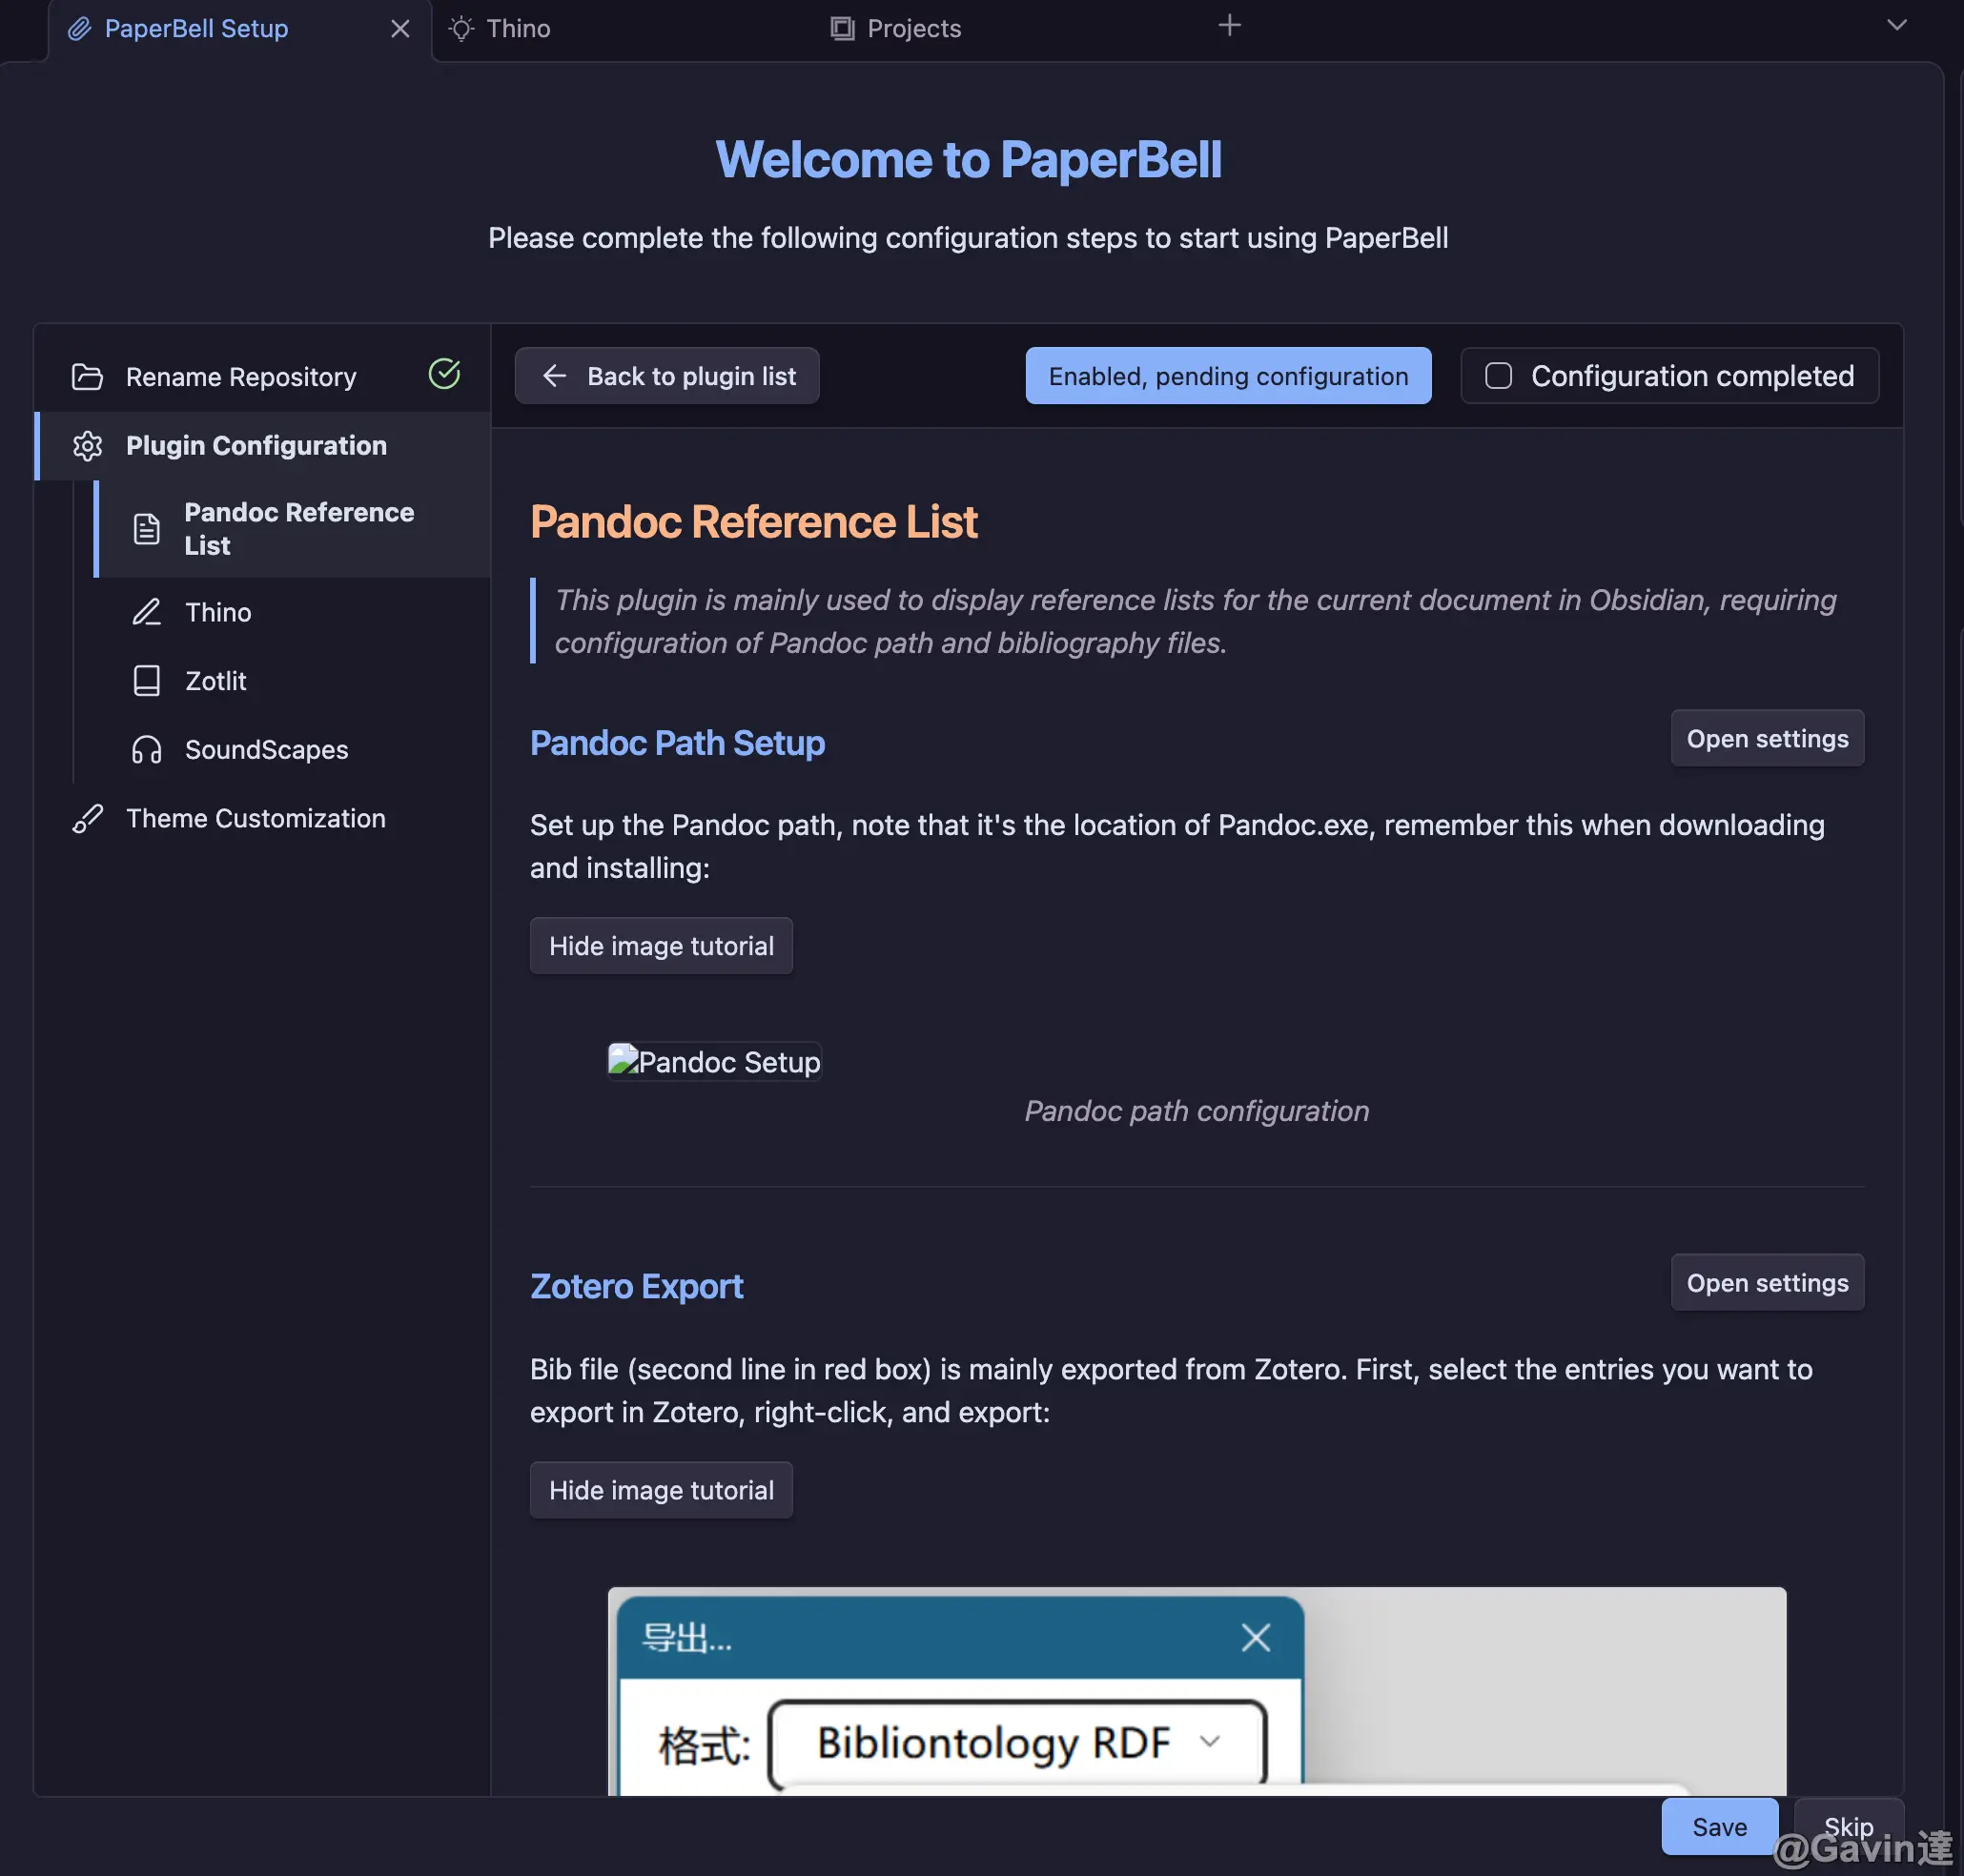 PaperBell Setup
Thino
Projects
Welcome to PaperBell
Please complete the following configuration steps to start using PaperBell
Rename Repository
Plugin Configuration
Pandoc Reference
List
Thino
Zotlit
SoundScapes
Theme Customization
Back to plugin list
Enabled, pending configuration
Configuration completed
Pandoc Reference List
This plugin is mainly used to display reference lists for the current document in Obsidian, requiring
configuration of Pandoc path and bibliography files.
Pandoc Path Setup
Open settings
Set up the Pandoc path, note that it's the location of Pandoc.exe, remember this when downloading
and installing:
Hide image tutorial
Pandoc Setup
Pandoc path configuration
Zotero Export
Open settings
Bib file (second line in red box) is mainly exported from Zotero. First, select the entries you want to
export in Zotero, right-click, and export:
Hide image tutorial
导出...
格式: Bibliontology RDF
Save
Skip
@Gavin達